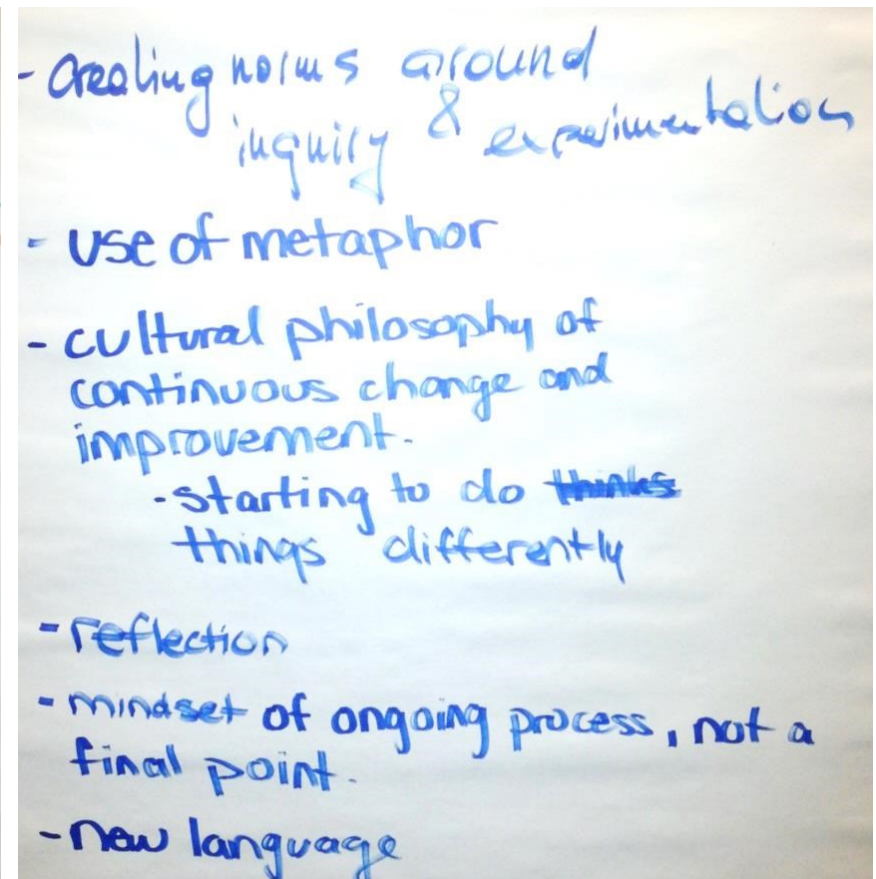 - creating norms around
inquiry & experimentation
- use of metaphor
- cultural philosophy of
continuous change and
improvement.
- starting to do thinks
things differently
- reflection
- mindset of ongoing process, not a
final point.
- new language